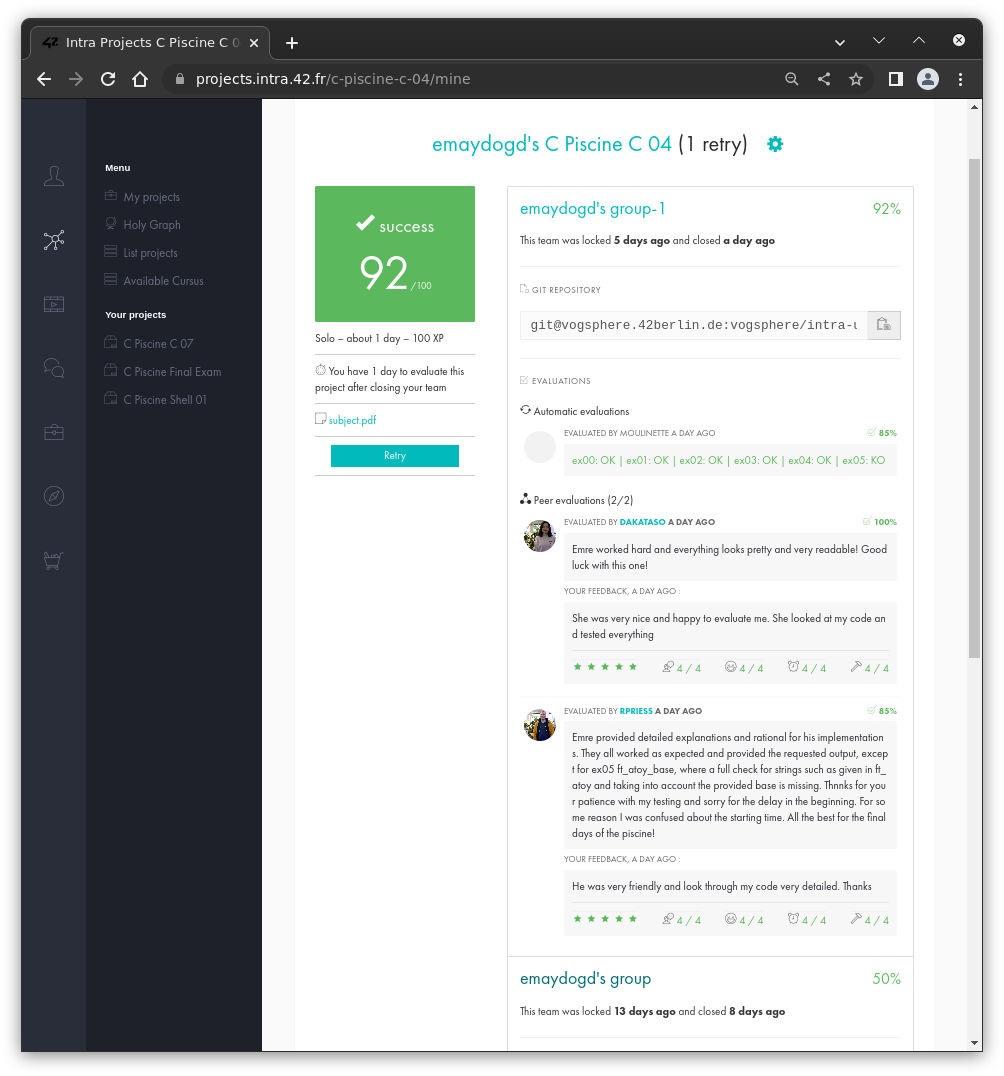 42 Intra Projects C Piscine C 0
projects.intra.42.fr/c-piscine-c-04/mine
Menu
My projects
Holy Graph
List projects
Available Cursus
Your projects
C Piscine C 07
C Piscine Final Exam
C Piscine Shell 01
emaydogd's C Piscine C 04 (1 retry)
success
92 /100
Solo – about 1 day – 100 XP
You have 1 day to evaluate this
project after closing your team
subject.pdf
Retry
emaydogd's group-1 92%
This team was locked 5 days ago and closed a day ago
GIT REPOSITORY
git@vogsphere.42berlin.de:vogsphere/intra-u
EVALUATIONS
Automatic evaluations
EVALUATED BY MOULINETTE A DAY AGO 85%
ex00: OK | ex01: OK | ex02: OK | ex03: OK | ex04: OK | ex05: KO
Peer evaluations (2/2)
EVALUATED BY DAKATASO A DAY AGO 100%
Emre worked hard and everything looks pretty and very readable! Good
luck with this one!
YOUR FEEDBACK, A DAY AGO :
She was very nice and happy to evaluate me. She looked at my code an
d tested everything
4 / 4 4 / 4 4 / 4 4 / 4
EVALUATED BY RPRIESS A DAY AGO 85%
Emre provided detailed explanations and rational for his implementation
s. They all worked as expected and provided the requested output, excep
t for ex05 ft_atoy_base, where a full check for strings such as given in ft_
atoy and taking into account the provided base is missing. Thnnks for you
r patience with my testing and sorry for the delay in the beginning. For so
me reason I was confused about the starting time. All the best for the final
days of the piscine!
YOUR FEEDBACK, A DAY AGO :
He was very friendly and look through my code very detailed. Thanks
4 / 4 4 / 4 4 / 4 4 / 4
emaydogd's group 50%
This team was locked 13 days ago and closed 8 days ago